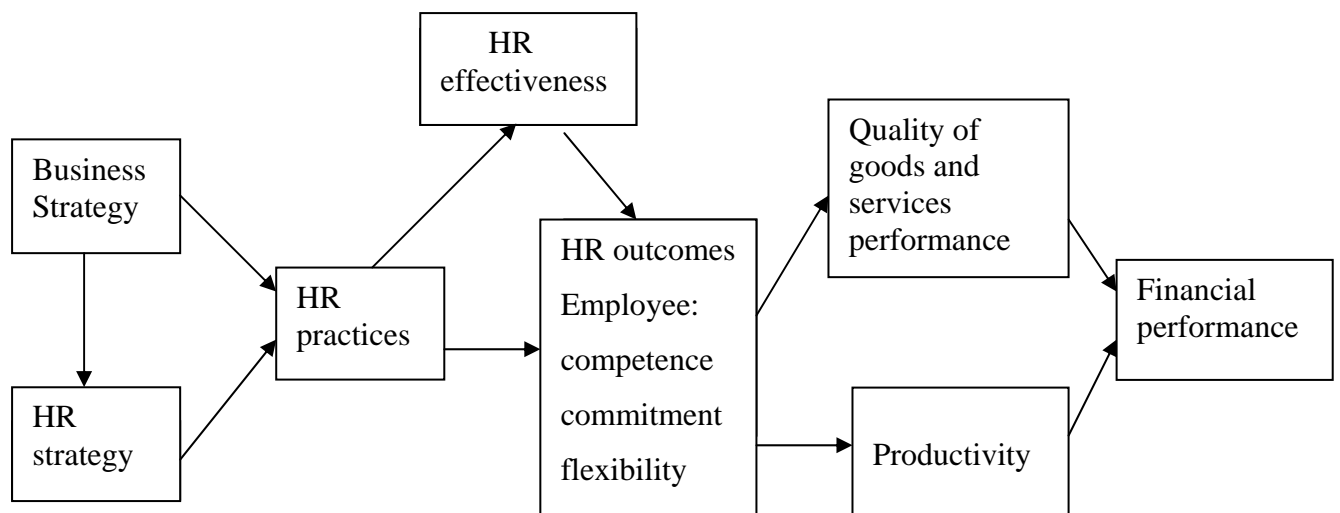 HR
effectiveness
Business
Strategy
HR
strategy
HR
practices
HR outcomes
Employee:
competence
commitment
flexibility
Quality of
goods and
services
performance
Productivity
Financial
performance